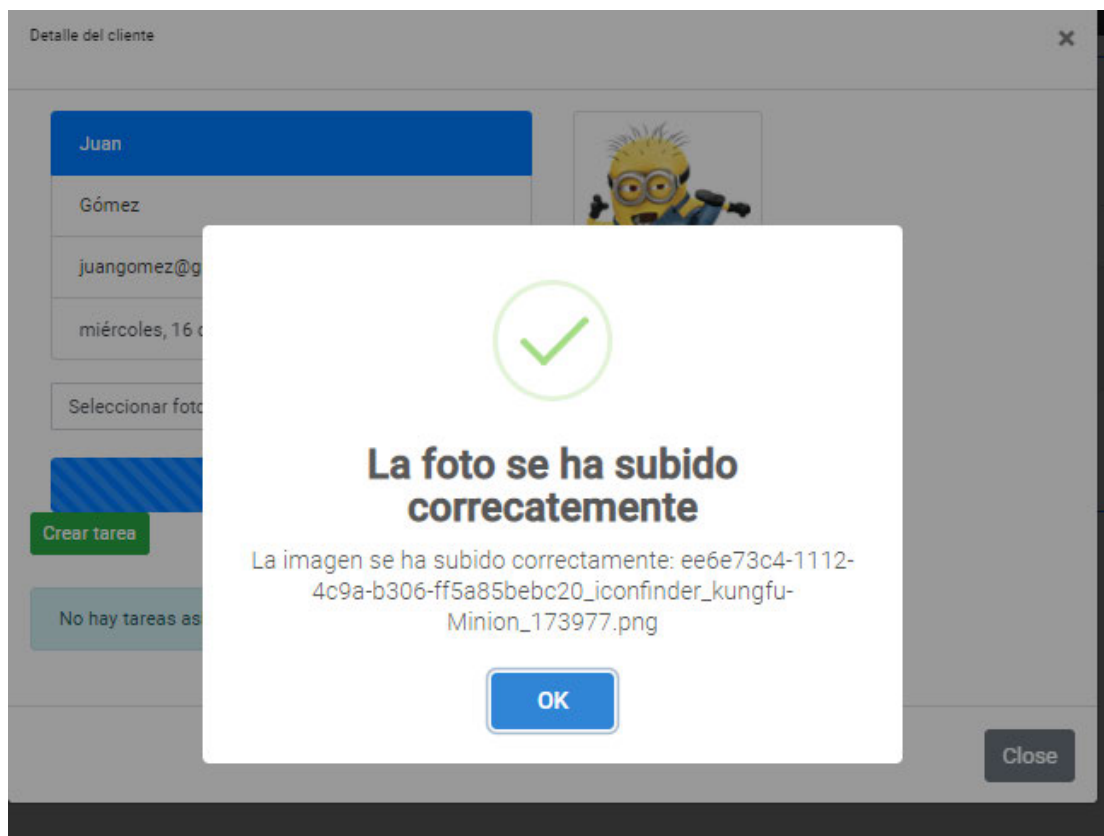 Detalle del cliente
×
Juan
Gómez
juangomez@g
miércoles, 16
Seleccionar foto
La foto se ha subido
correcatemente
Crear tarea
La imagen se ha subido correctamente: ee6e73c4-1112-
4c9a-b306-ff5a85bebc20_iconfinder_kungfu-
Minion_173977.png
No hay tareas as
OK
Close